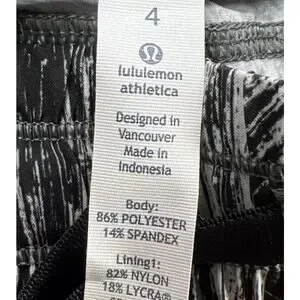 4
lululemon
athletica
Designed in
Vancouver
Made in
Indonesia
Body:
86% POLYESTER
14% SPANDEX
Lining1:
82% NYLON
18% LYCRA®